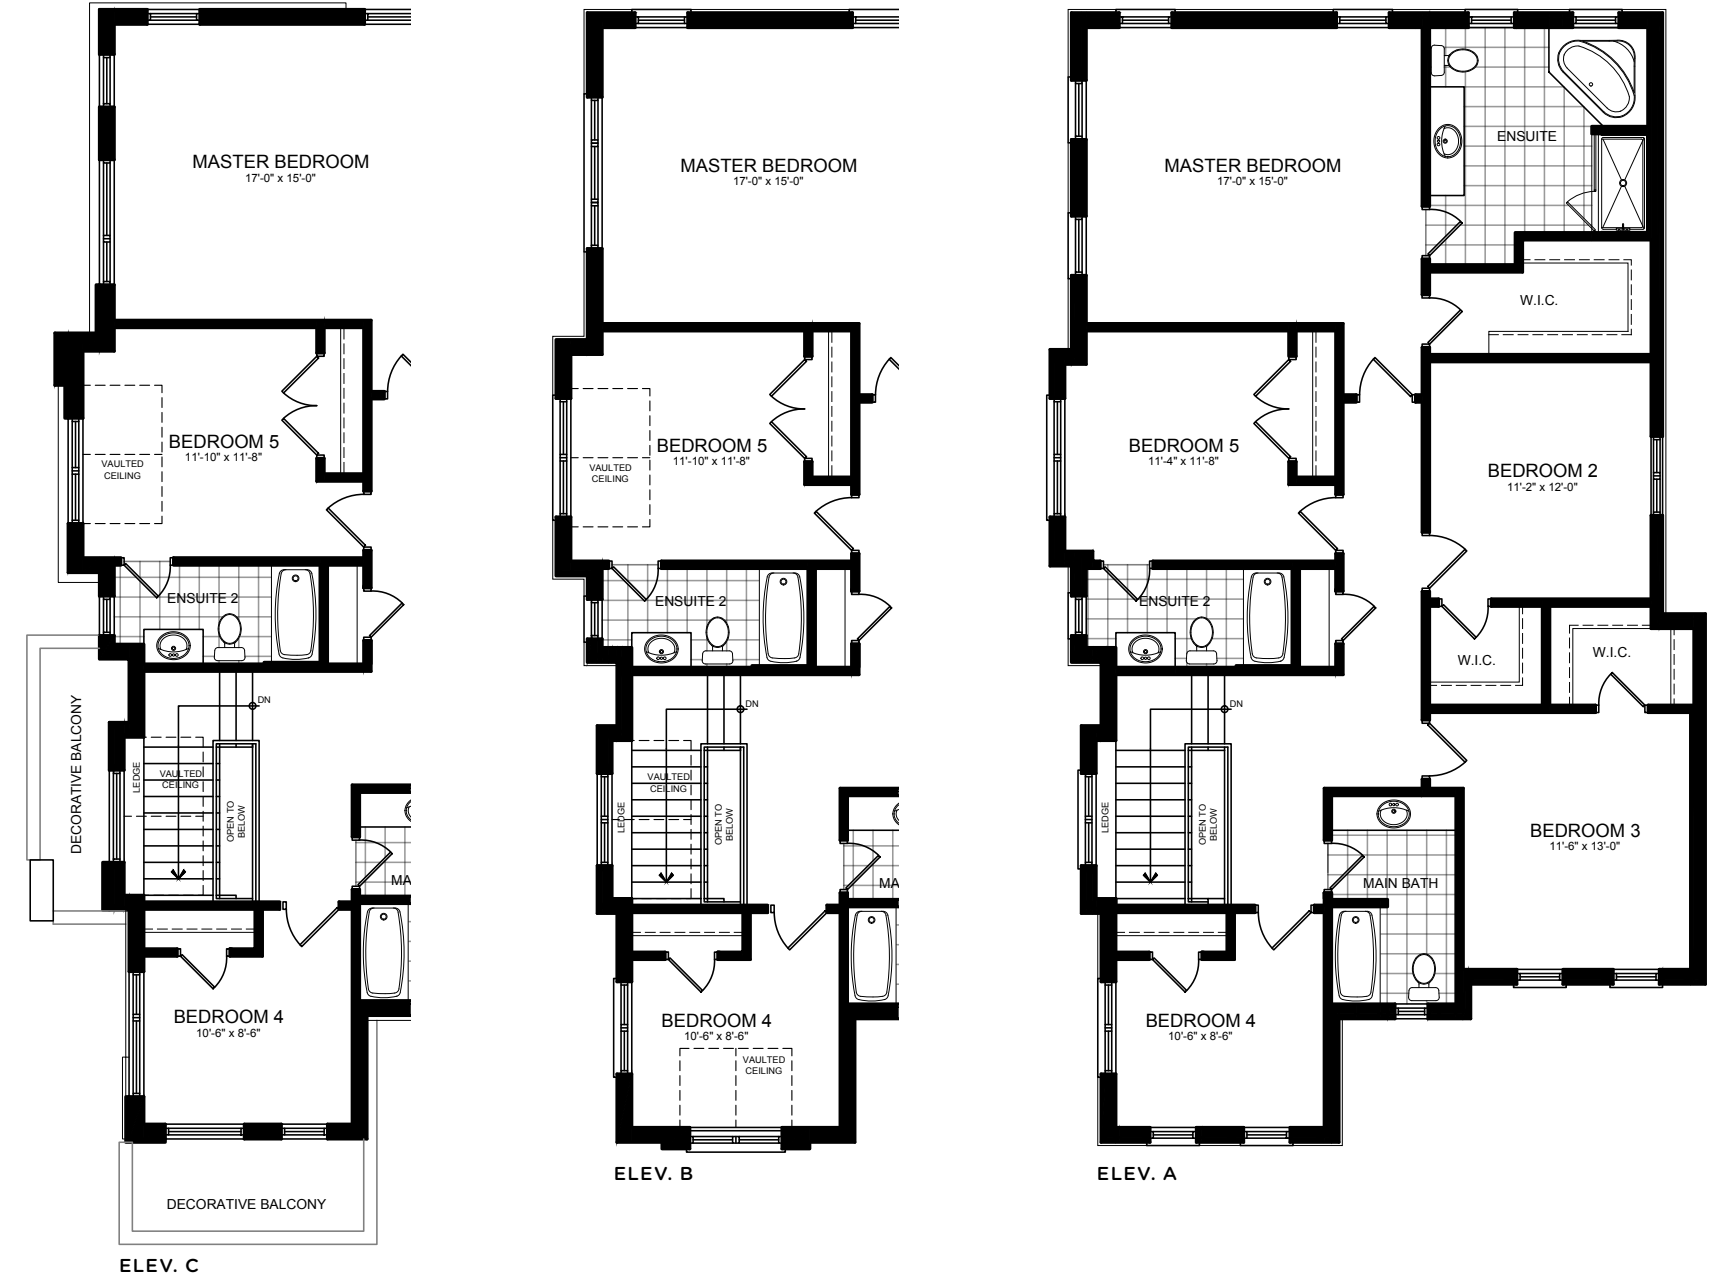 MASTER BEDROOM
17'-0" x 15'-0"
BEDROOM 5
11'-10" x 11'-8"
VAULTED
CEILING
ENSUITE 2
DN
DECORATIVE BALCONY
LEDGE
VAULTED
CEILING
OPEN TO
BELOW
MA
BEDROOM 4
10'-6" x 8'-6"
DECORATIVE BALCONY
ELEV. C
MASTER BEDROOM
17'-0" x 15'-0"
BEDROOM 5
11'-10" x 11'-8"
VAULTED
CEILING
ENSUITE 2
DN
LEDGE
VAULTED
CEILING
OPEN TO
BELOW
MA
BEDROOM 4
10'-6" x 8'-6"
VAULTED
CEILING
ELEV. B
MASTER BEDROOM
17'-0" x 15'-0"
ENSUITE
W.I.C.
BEDROOM 5
11'-4" x 11'-8"
BEDROOM 2
11'-2" x 12'-0"
ENSUITE 2
W.I.C.
W.I.C.
DN
LEDGE
OPEN TO
BELOW
BEDROOM 3
11'-6" x 13'-0"
MAIN BATH
BEDROOM 4
10'-6" x 8'-6"
ELEV. A